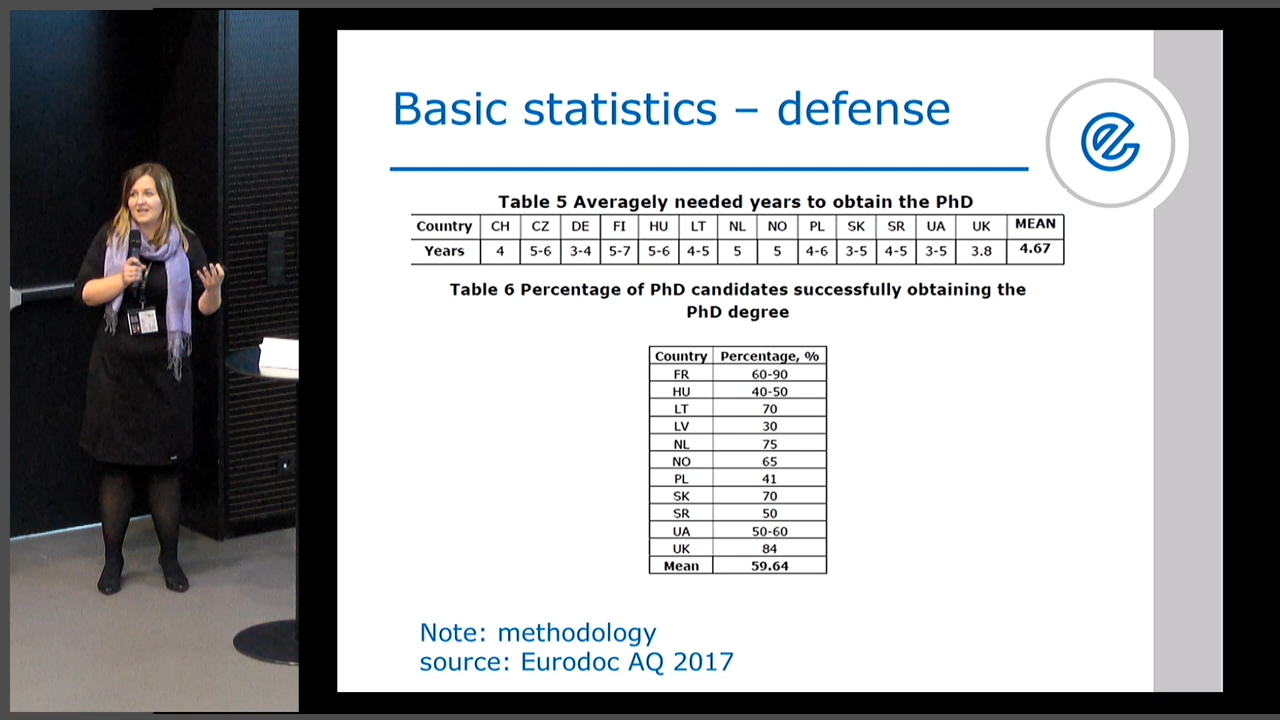 Basic statistics – defense
Table 5 Averagely needed years to obtain the PhD
Country CH CZ DE FI HU LT NL NO PL SK SR UA UK MEAN
Years 4 5-6 3-4 5-7 5-6 4-5 5 5 4-6 3-5 4-5 3-5 3.8 4.67
Table 6 Percentage of PhD candidates successfully obtaining the
PhD degree
Country Percentage, %
FR 60-90
HU 40-50
LT 70
LV 30
NL 75
NO 65
PL 41
SK 70
SR 50
UA 50-60
UK 84
Mean 59.64
Note: methodology
source: Eurodoc AQ 2017